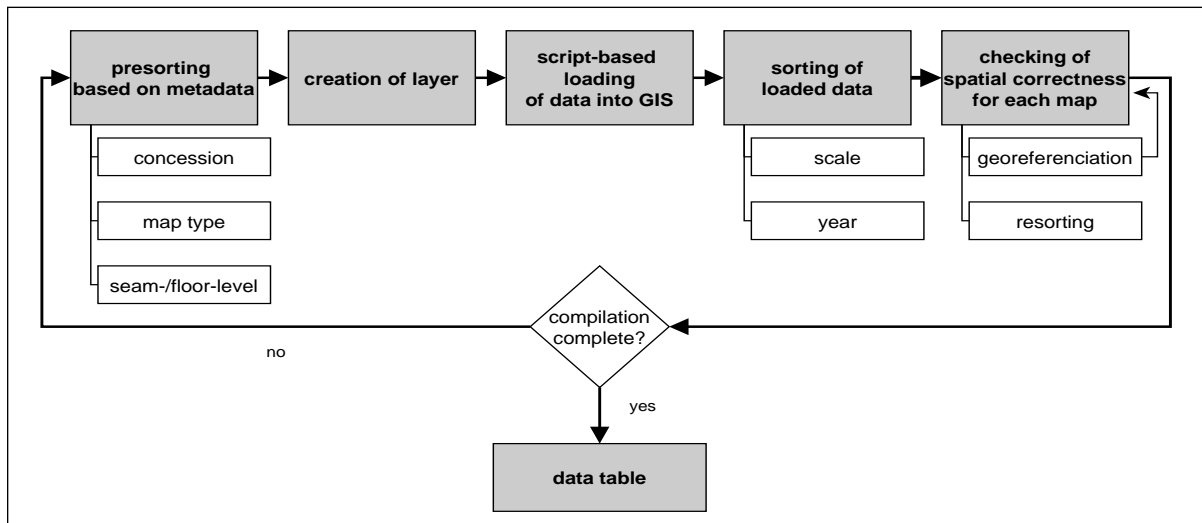 presorting
based on metadata
creation of layer
script-based
loading
of data into GIS
sorting of
loaded data
checking of
spatial correctness
for each map
concession
map type
seam-/floor-level
scale
year
georeferenciation
resorting
compilation
complete?
no
yes
data table